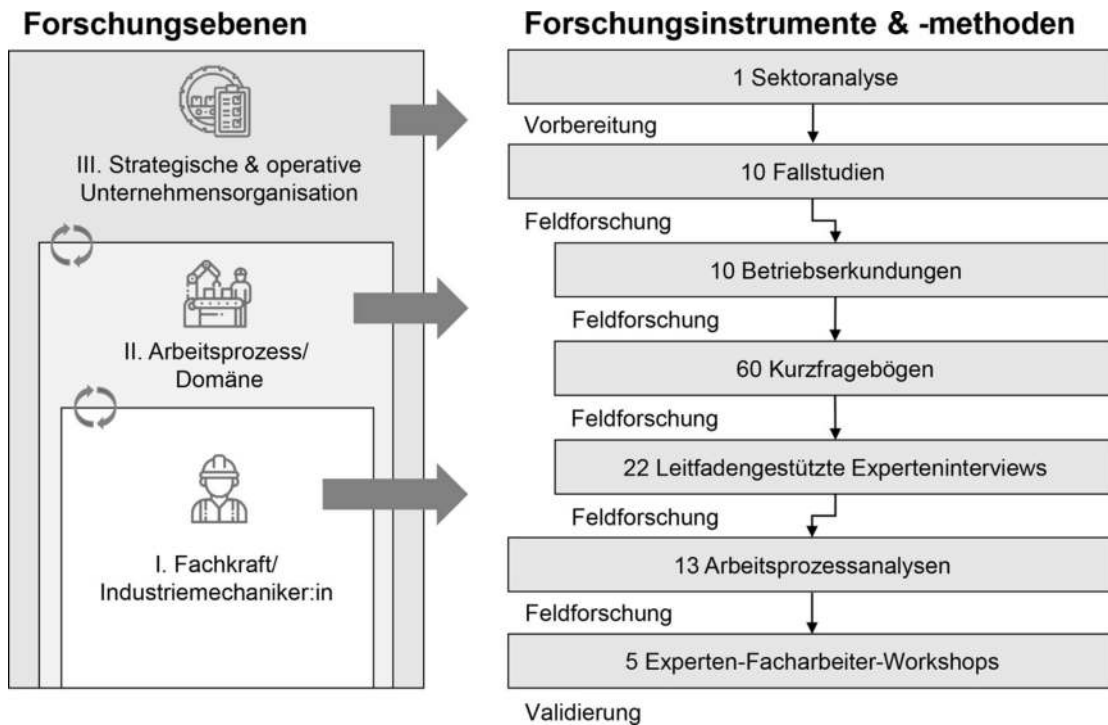 Forschungsebenen
III. Strategische & operative
Unternehmensorganisation
II. Arbeitsprozess/
Domäne
I. Fachkraft/
Industriemechaniker:in
Forschungsinstrumente & -methoden
1 Sektoranalyse
Vorbereitung
10 Fallstudien
Feldforschung
10 Betriebserkundungen
Feldforschung
60 Kurzfragebögen
Feldforschung
22 Leitfadengestützte Experteninterviews
Feldforschung
13 Arbeitsprozessanalysen
Feldforschung
5 Experten-Facharbeiter-Workshops
Validierung